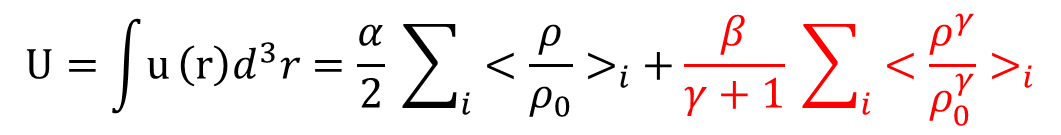 U = ∫u (r)d³r = α/2 ∑ᵢ < ρ/ρ₀ >ᵢ + β/(γ + 1) ∑ᵢ < ρ^γ/ρ₀^γ >ᵢ